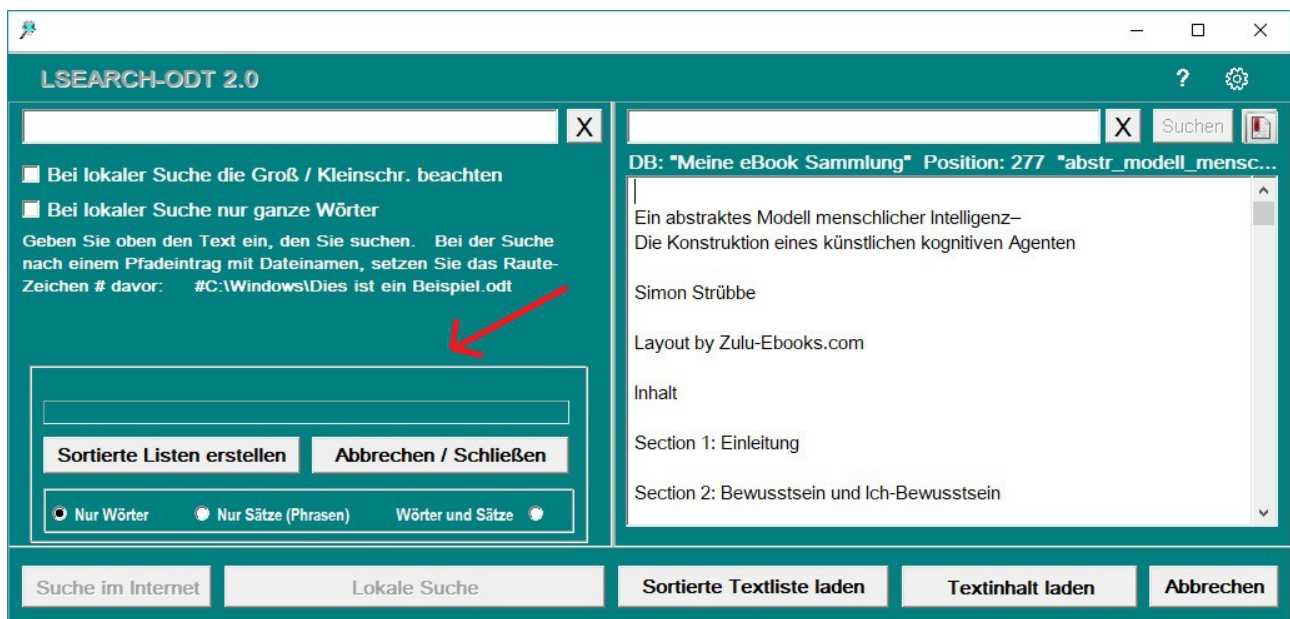 LSEARCH-ODT 2.0
?
X
Bei lokaler Suche die Groß / Kleinschr. beachten
Bei lokaler Suche nur ganze Wörter
Geben Sie oben den Text ein, den Sie suchen. Bei der Suche
nach einem Pfadeintrag mit Dateinamen, setzen Sie das Raute-
Zeichen # davor: #C:\Windows\Dies ist ein Beispiel.odt
Sortierte Listen erstellen
Abbrechen / Schließen
Nur Wörter
Nur Sätze (Phrasen)
Wörter und Sätze
X
Suchen
DB: "Meine eBook Sammlung" Position: 277 "abstr_modell_mensc...
Ein abstraktes Modell menschlicher Intelligenz–
Die Konstruktion eines künstlichen kognitiven Agenten
Simon Strübbe
Layout by Zulu-Ebooks.com
Inhalt
Section 1: Einleitung
Section 2: Bewusstsein und Ich-Bewusstsein
Suche im Internet
Lokale Suche
Sortierte Textliste laden
Textinhalt laden
Abbrechen